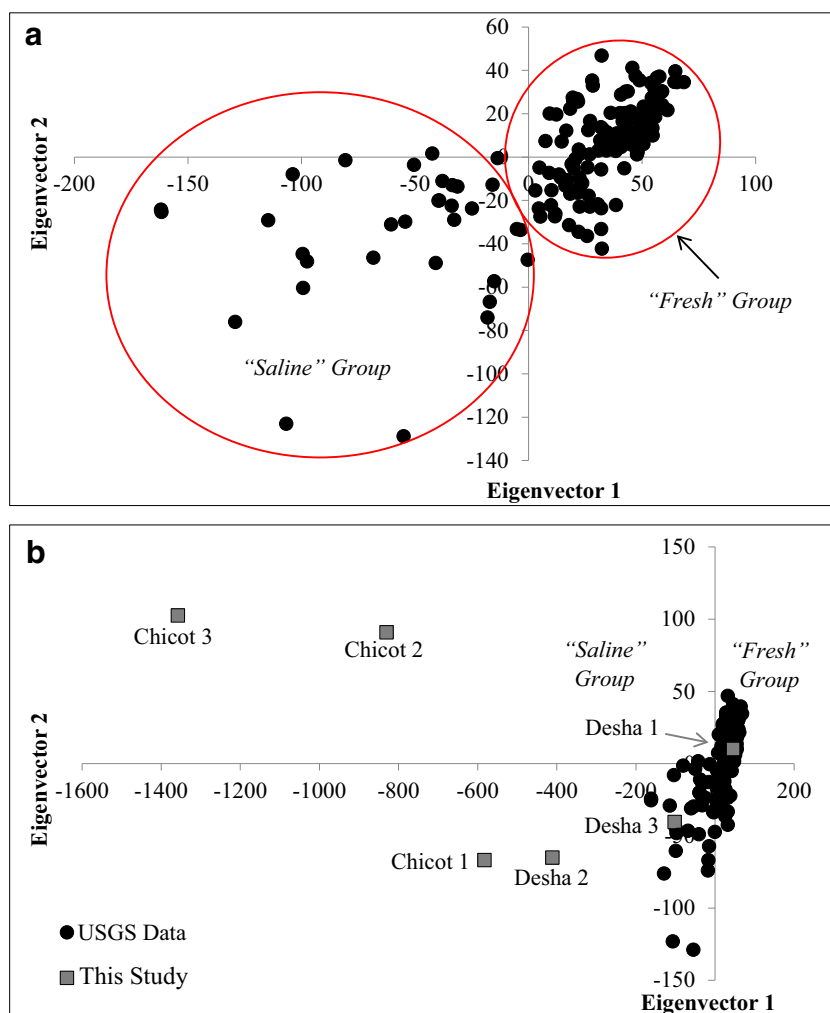 a
Eigenvector 2
60
40
20
0
-20
-40
-60
-80
-100
-120
-140
-200
-150
-100
-50
0
50
100
"Fresh" Group
"Saline" Group
Eigenvector 1
b
Eigenvector 2
150
100
50
0
-50
-100
-150
-1600
-1400
-1200
-1000
-800
-600
-400
-200
200
Chicot 3
Chicot 2
"Saline"
Group
"Fresh"
Group
Desha 1
Desha 3
Chicot 1
Desha 2
USGS Data
This Study
Eigenvector 1